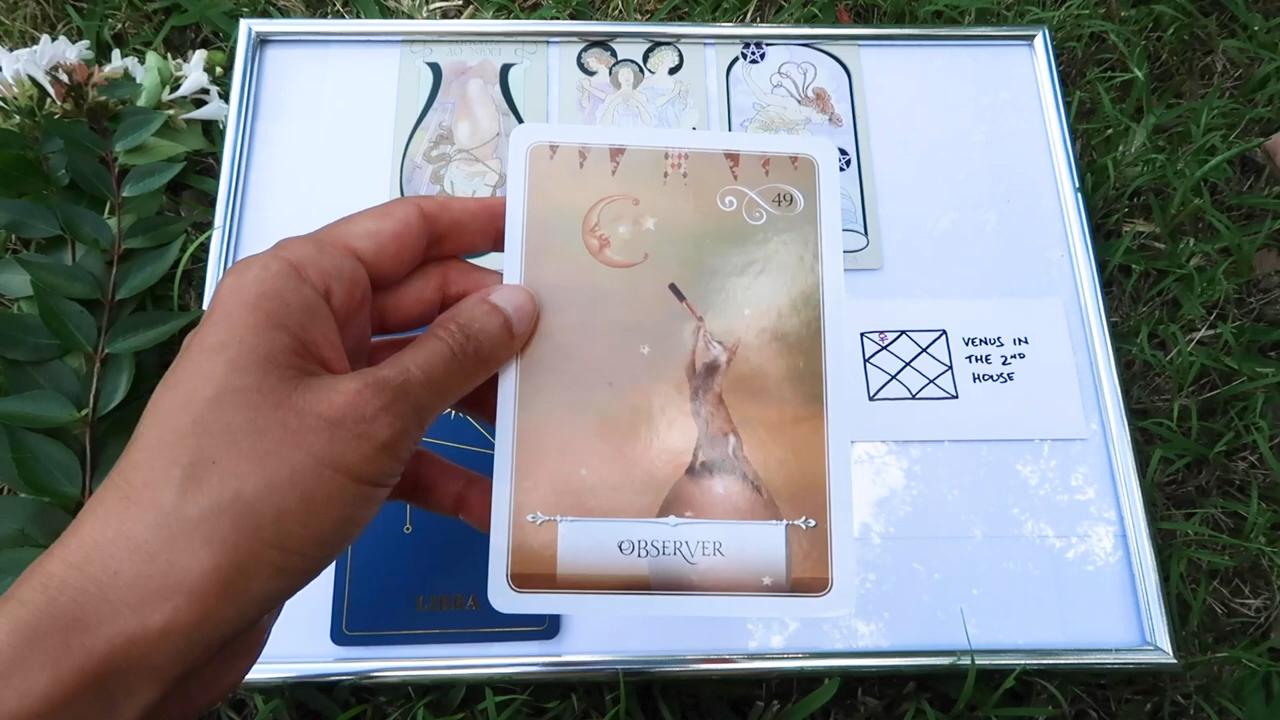 49
OBSERVER
VENUS IN
THE 2ND
HOUSE
LIBRA